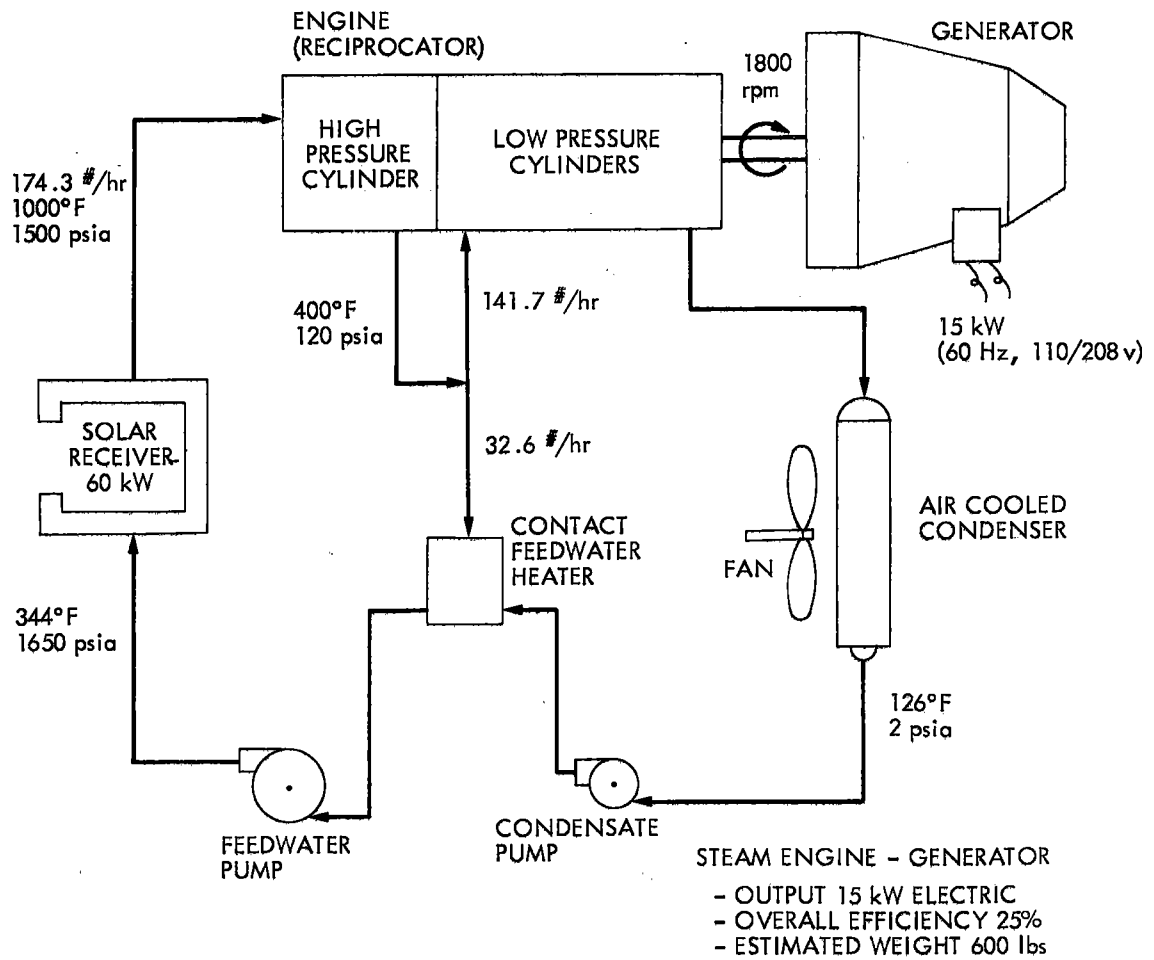 ENGINE
(RECIPROCATOR)
GENERATOR
1800
rpm
HIGH
PRESSURE
CYLINDER
LOW PRESSURE
CYLINDERS
174.3 #/hr
1000°F
1500 psia
400°F
120 psia
141.7 #/hr
15 kW
(60 Hz, 110/208 v)
SOLAR
RECEIVER-
60 kW
32.6 #/hr
CONTACT
FEEDWATER
HEATER
FAN
AIR COOLED
CONDENSER
344°F
1650 psia
126°F
2 psia
FEEDWATER
PUMP
CONDENSATE
PUMP
STEAM ENGINE - GENERATOR
- OUTPUT 15 kW ELECTRIC
- OVERALL EFFICIENCY 25%
- ESTIMATED WEIGHT 600 lbs